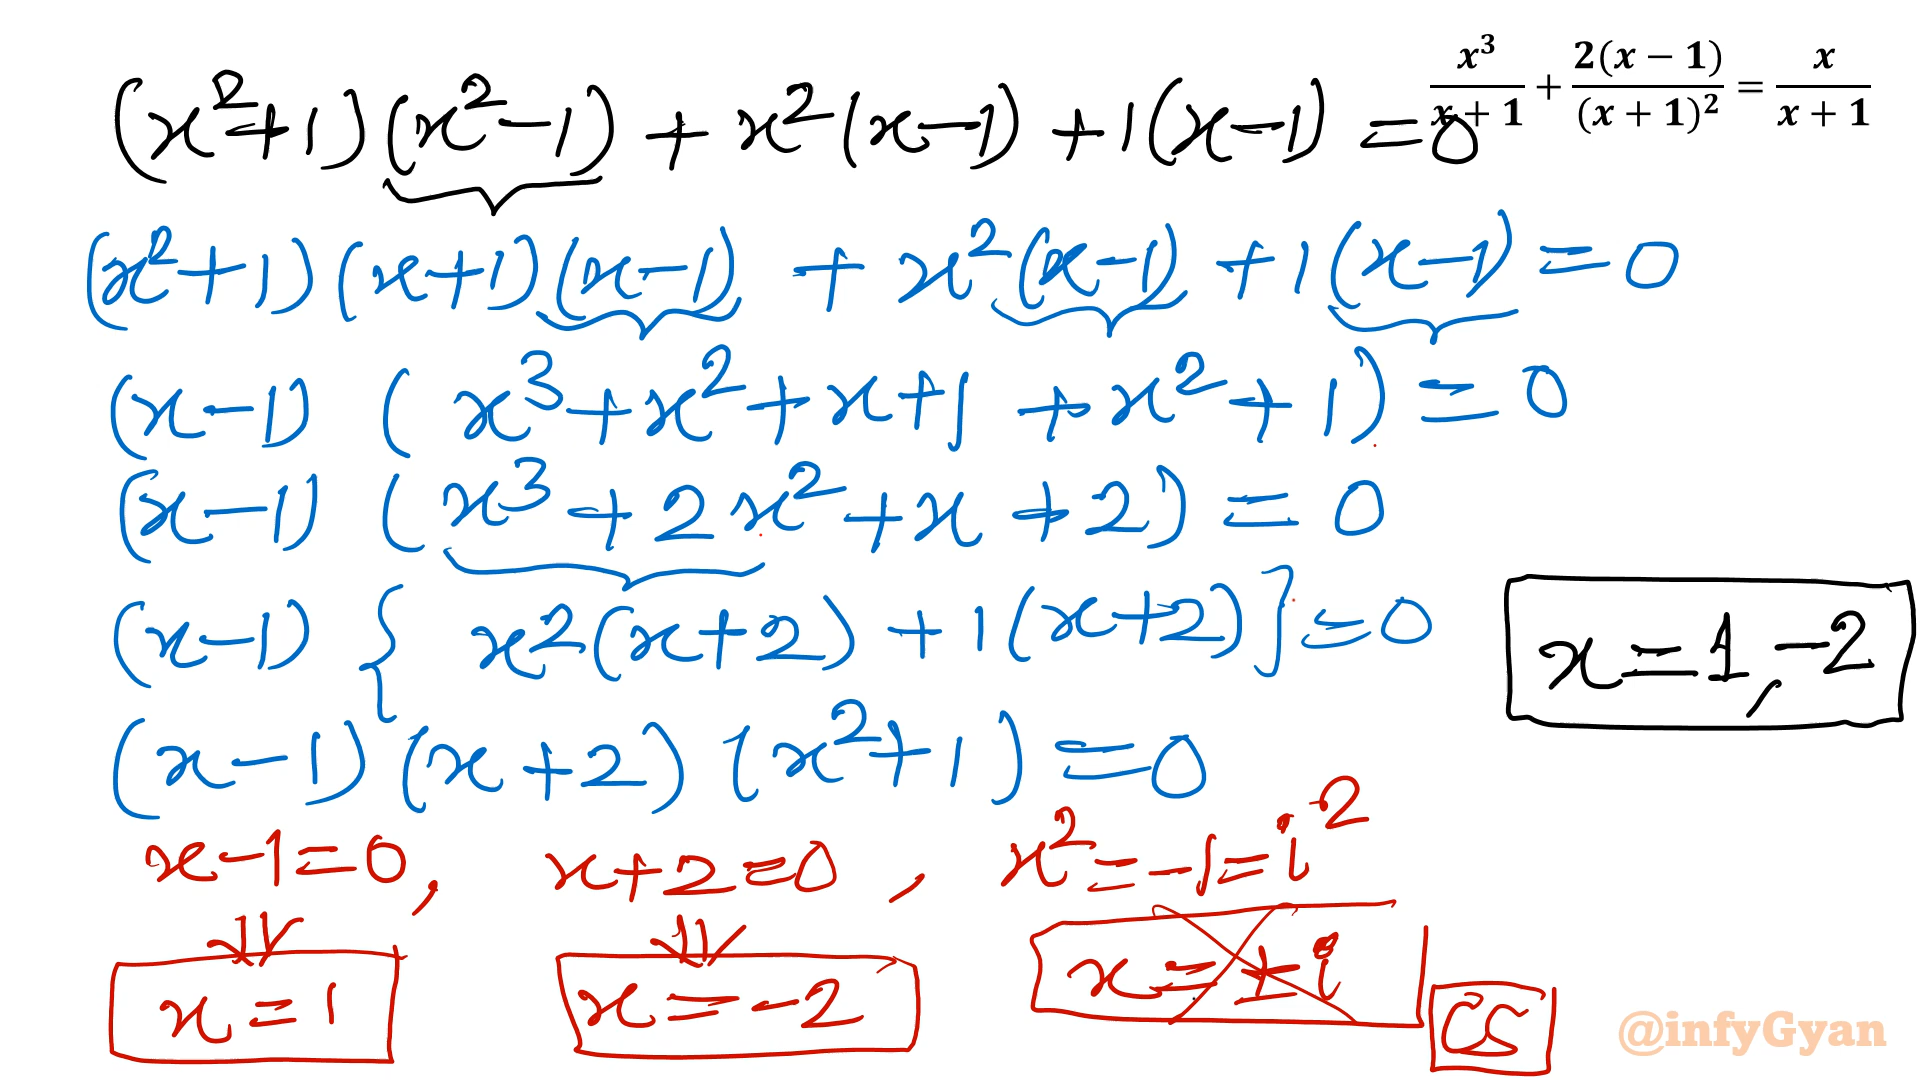 x³/(x + 1) + 2(x − 1)/(x + 1)² = x/(x + 1)
(x²+1)(x²−1) + x²(x−1) + 1(x−1) = 0
(x²+1)(x+1)(x−1) + x²(x−1) + 1(x−1) = 0
(x−1) (x³+x²+x+1 + x²+1) = 0
(x−1) (x³+2x²+x+2) = 0
(x−1) { x²(x+2) + 1(x+2)] = 0
x = 1, −2
(x−1)(x+2)(x²+1) = 0
x−1=0, x+2=0, x²=−1=i²
x = 1 x = −2 x = ±i CS
@infyGyan